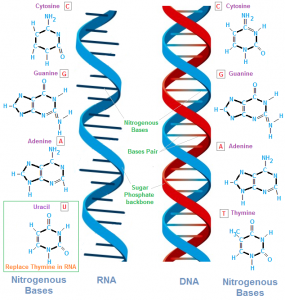 Cytosine C
Guanine G
Adenine A
Uracil U
Replace Thymine in RNA
Nitrogenous
Bases
RNA
Nitrogenous
Bases
Bases Pair
Sugar
Phosphate
backbone
DNA
C Cytosine
G Guanine
A Adenine
T Thymine
Nitrogenous
Bases